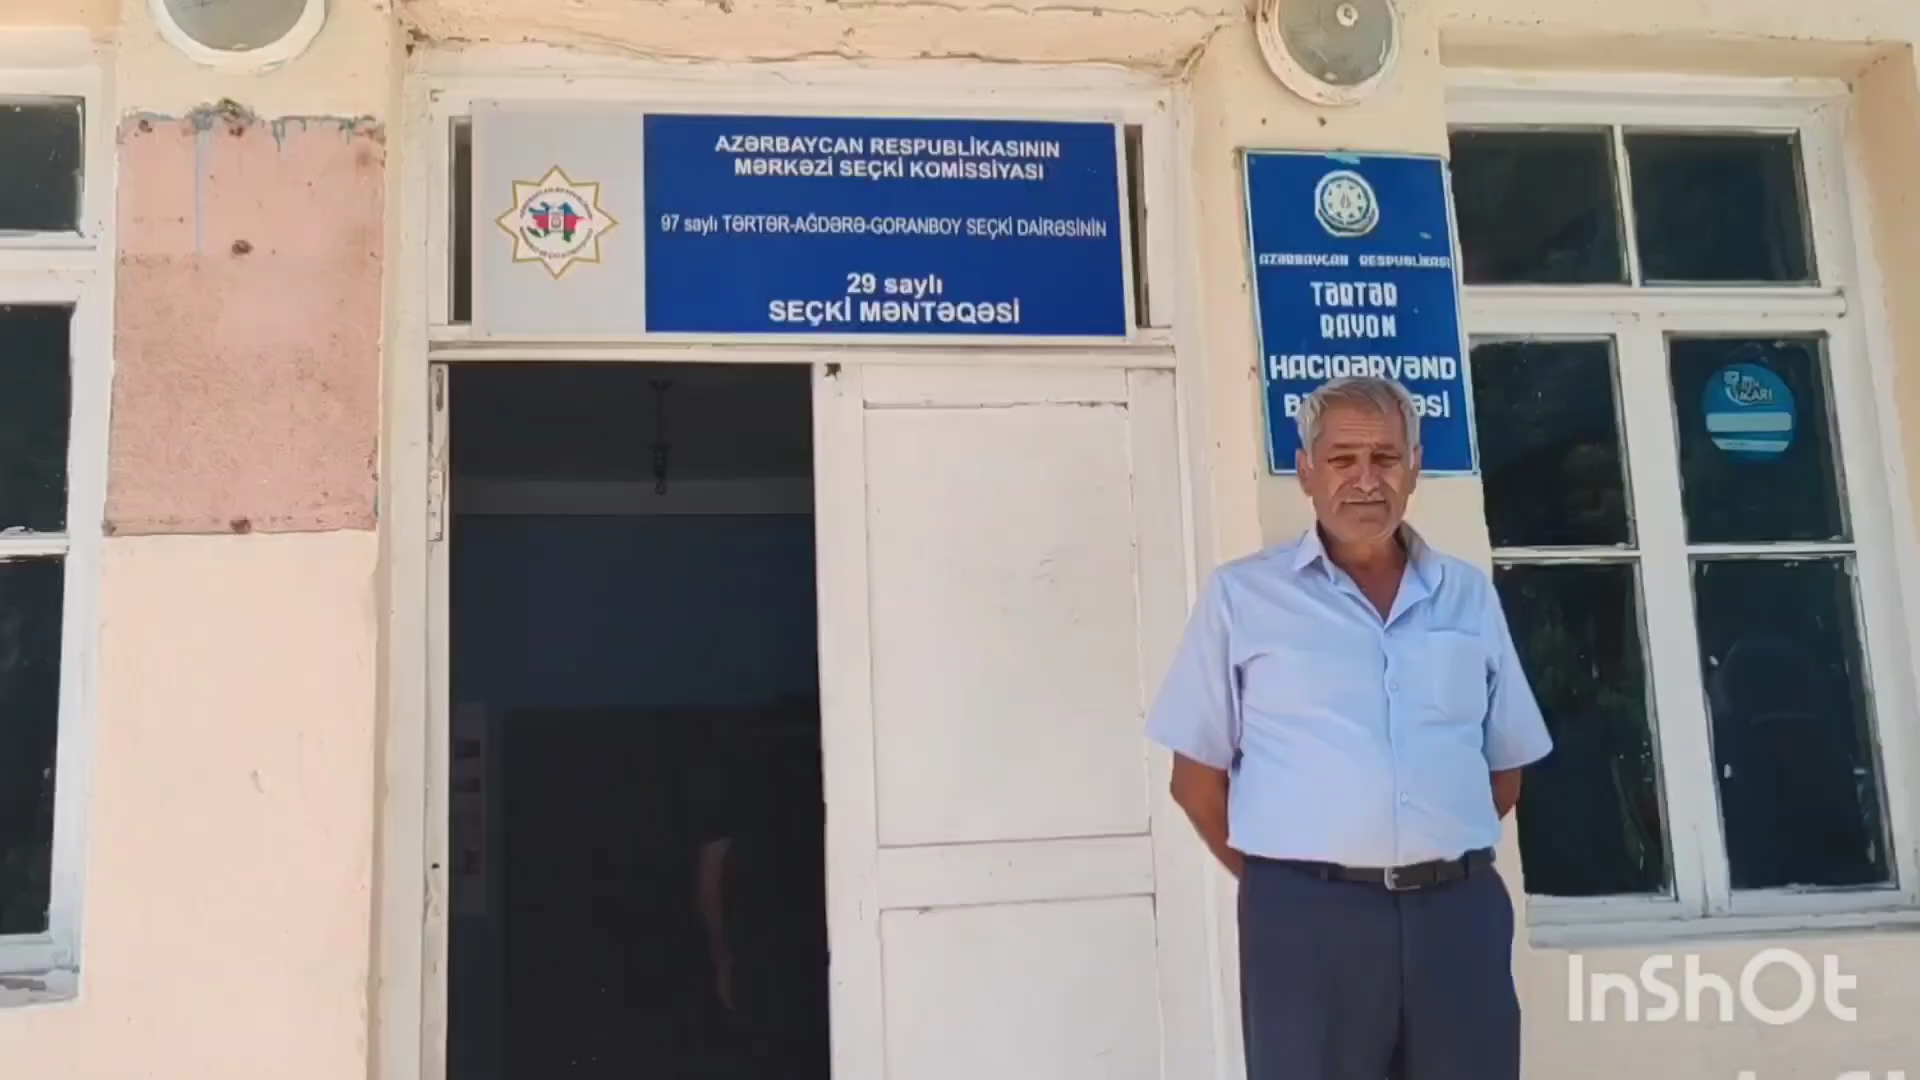 AZƏRBAYCAN RESPUBLİKASININ
MƏRKƏZİ SEÇKİ KOMİSSİYASI
97 saylı TƏRTƏR-AĞDƏRƏ-GORANBOY SEÇKİ DAİRƏSİNİN
29 saylı
SEÇKİ MƏNTƏQƏSİ
AZƏRBAYCAN RESPUBLİKASI
TƏRTƏR
RAYON
HACIQƏRVƏND
InShOt